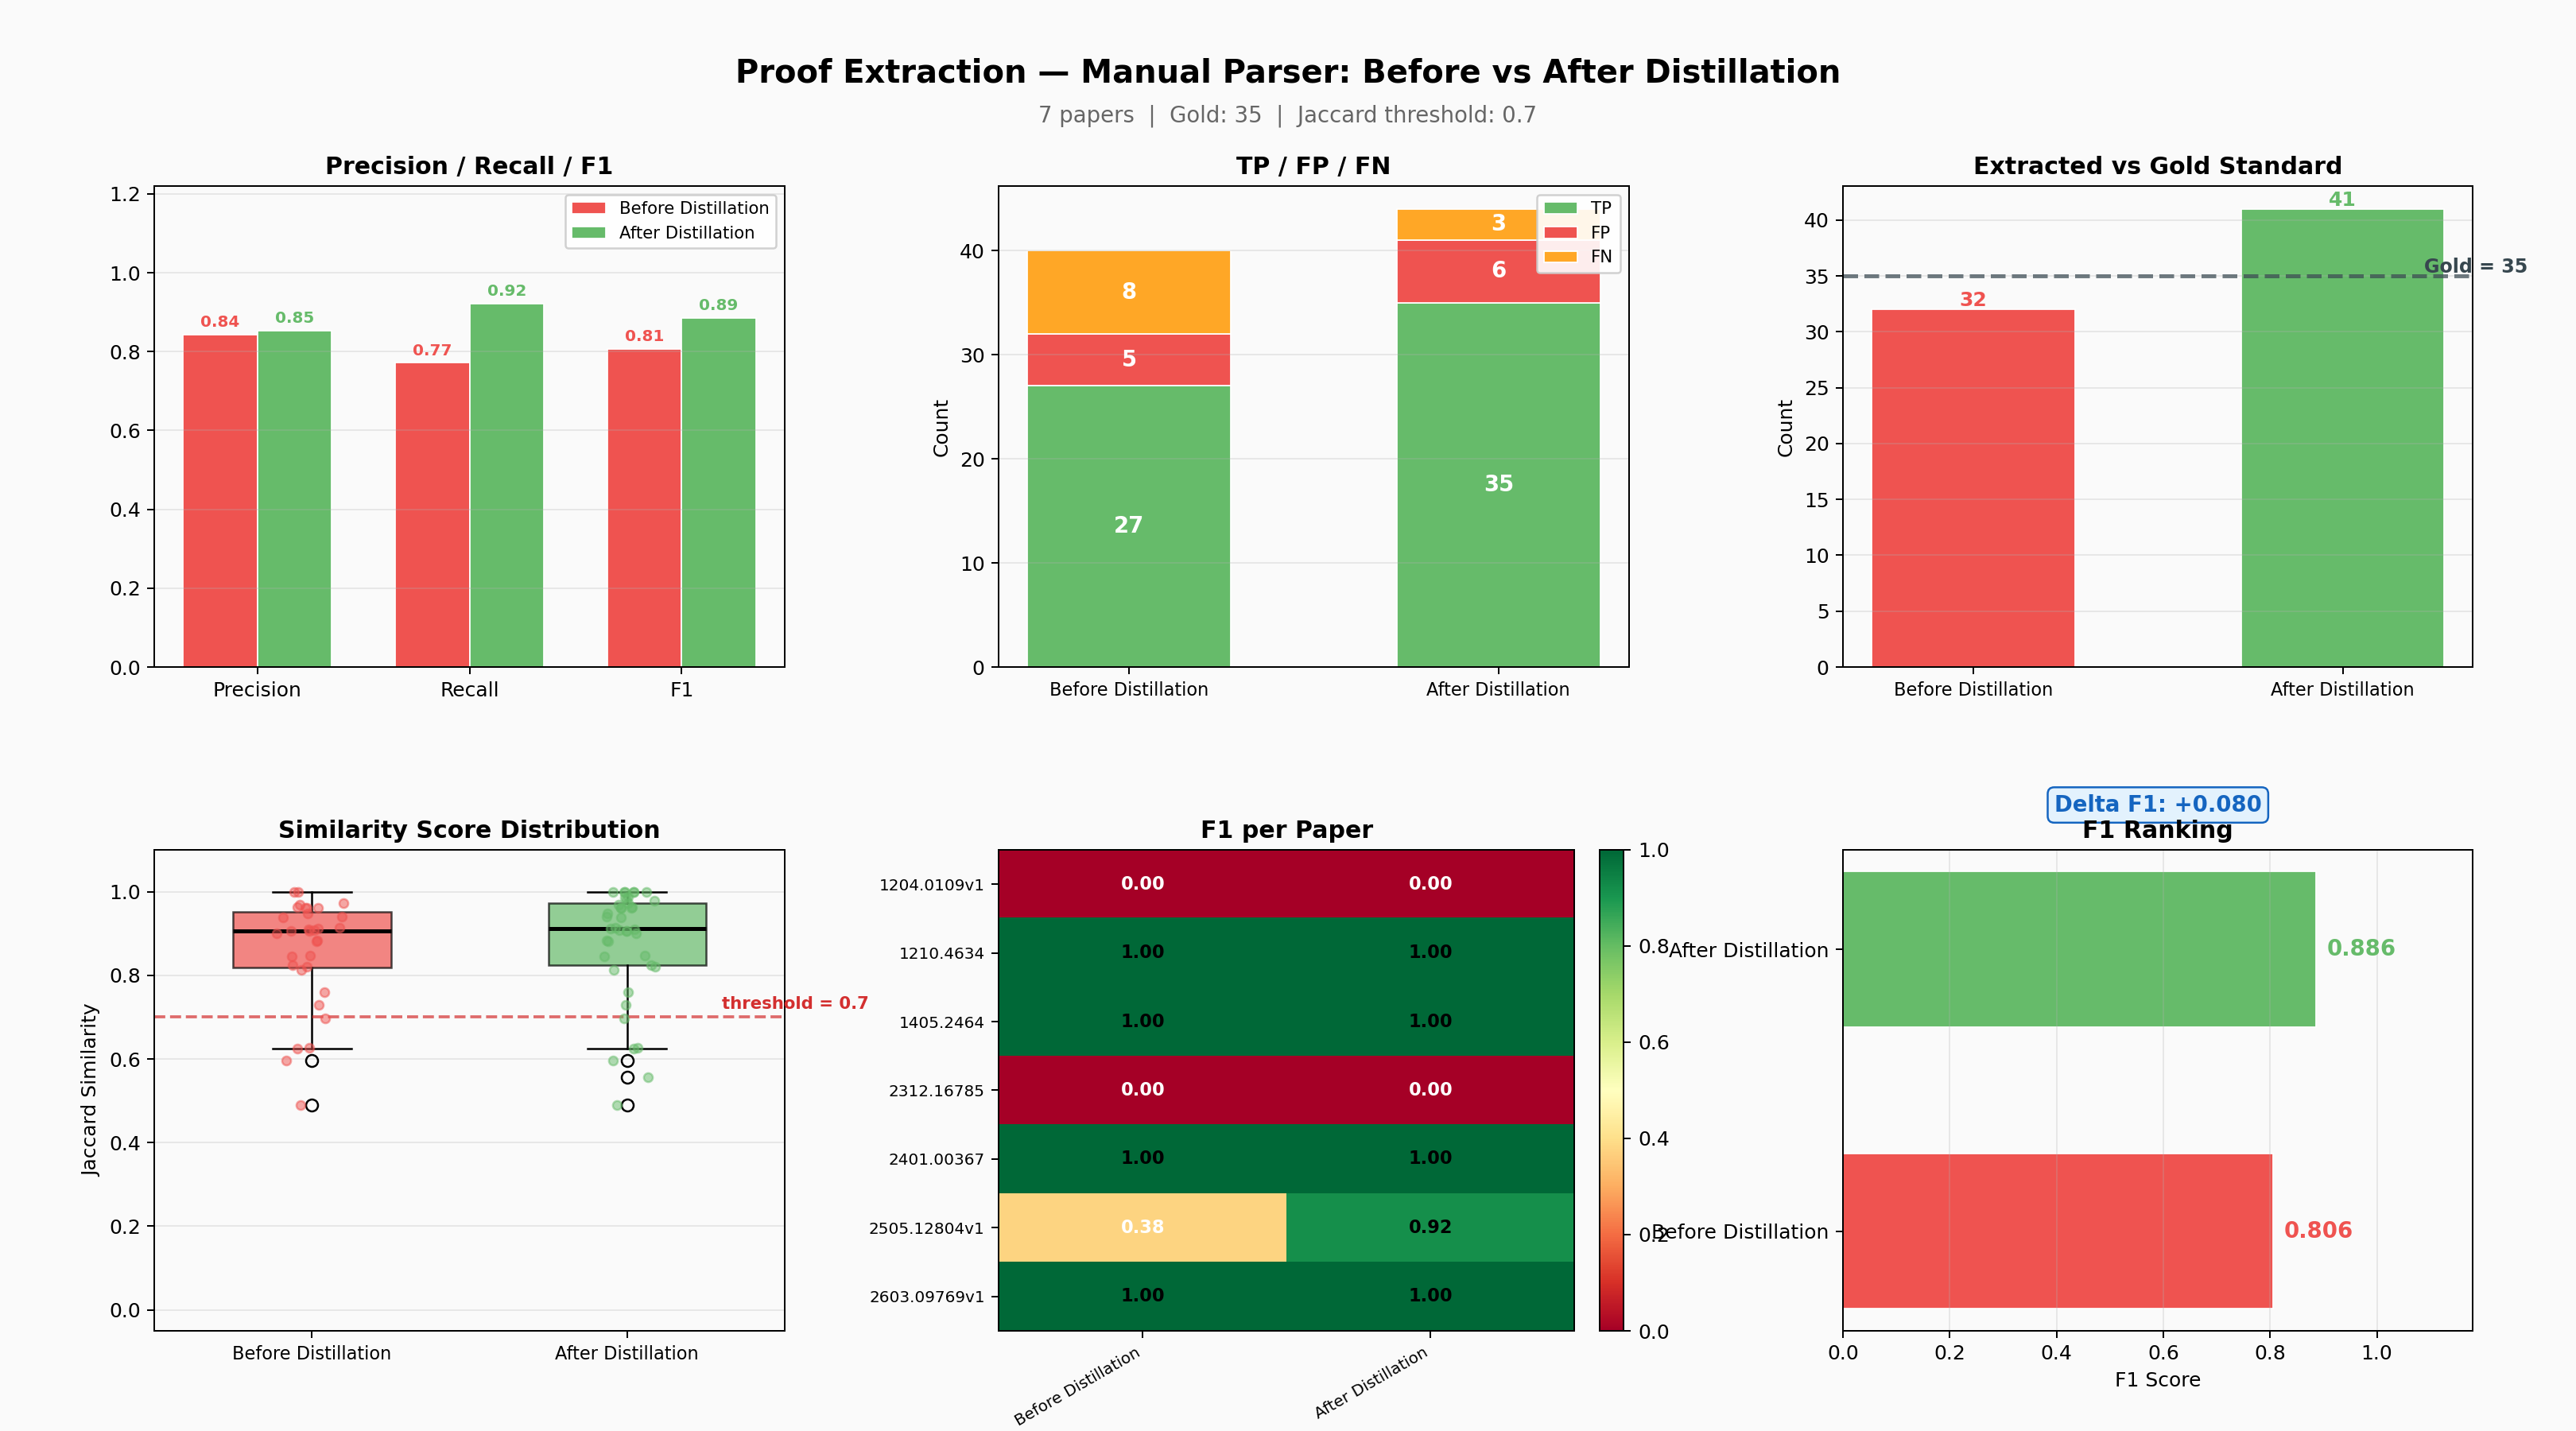 Proof Extraction — Manual Parser: Before vs After Distillation
7 papers | Gold: 35 | Jaccard threshold: 0.7
Precision / Recall / F1
1.2
1.0
0.8
0.6
0.4
0.2
0.0
Before Distillation
After Distillation
0.84
0.85
0.77
0.92
0.81
0.89
Precision
Recall
F1
TP / FP / FN
Count
40
30
20
10
0
TP
FP
FN
8
5
27
3
6
35
Before Distillation
After Distillation
Extracted vs Gold Standard
Count
40
35
30
25
20
15
10
5
0
32
41
Gold = 35
Before Distillation
After Distillation
Similarity Score Distribution
Jaccard Similarity
1.0
0.8
0.6
0.4
0.2
0.0
threshold = 0.7
Before Distillation
After Distillation
F1 per Paper
1204.0109v1
0.00
0.00
1210.4634
1.00
1.00
1405.2464
1.00
1.00
2312.16785
0.00
0.00
2401.00367
1.00
1.00
2505.12804v1
0.38
0.92
2603.09769v1
1.00
1.00
Before Distillation
After Distillation
1.0
0.8
0.6
0.4
0.2
0.0
Delta F1: +0.080
F1 Ranking
After Distillation
0.886
Before Distillation
0.806
0.0
0.2
0.4
0.6
0.8
1.0
F1 Score